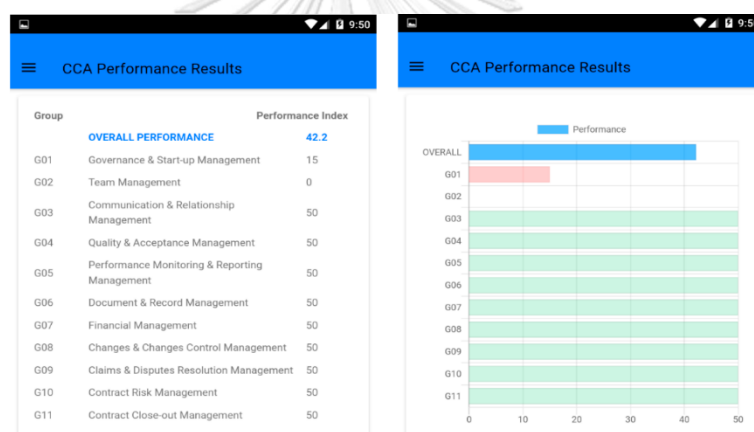 9:50
CCA Performance Results
Group Performance Index
OVERALL PERFORMANCE 42.2
G01 Governance & Start-up Management 15
G02 Team Management 0
G03 Communication & Relationship Management 50
G04 Quality & Acceptance Management 50
G05 Performance Monitoring & Reporting Management 50
G06 Document & Record Management 50
G07 Financial Management 50
G08 Changes & Changes Control Management 50
G09 Claims & Disputes Resolution Management 50
G10 Contract Risk Management 50
G11 Contract Close-out Management 50
CCA Performance Results
Performance
OVERALL
G01
G02
G03
G04
G05
G06
G07
G08
G09
G10
G11
0 10 20 30 40 50